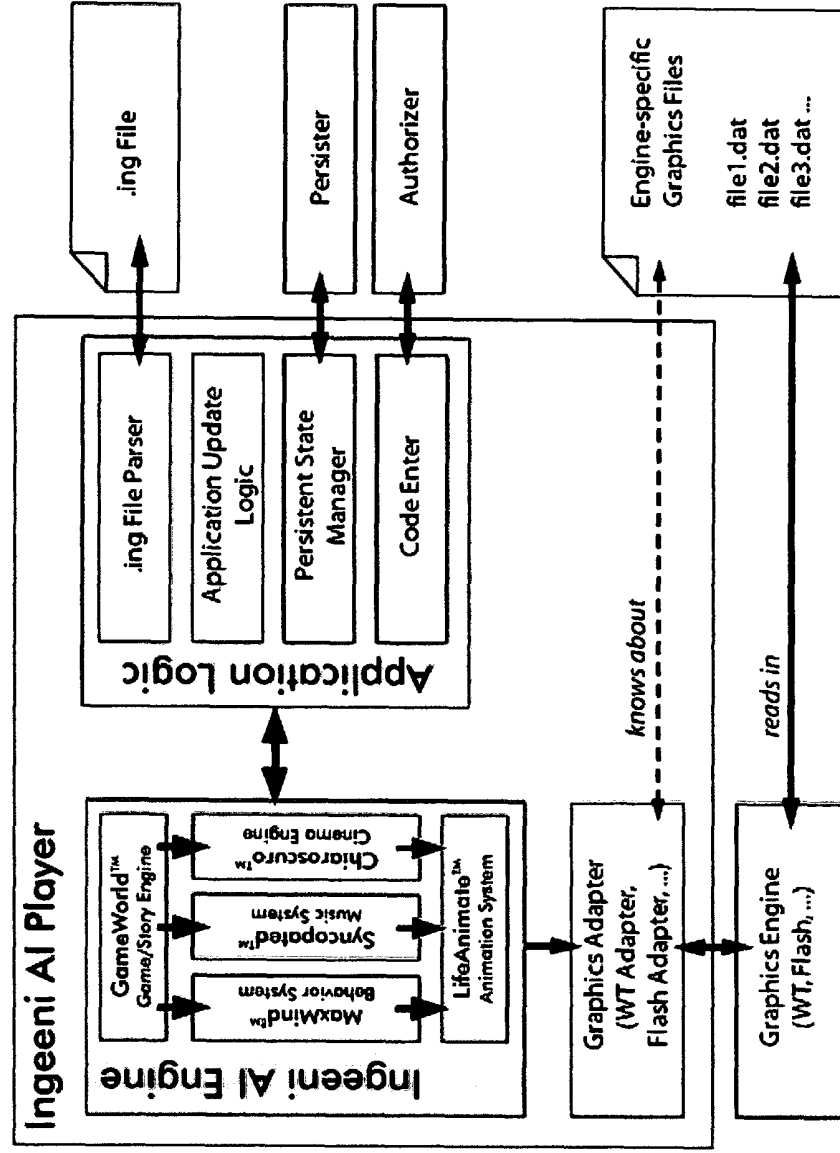 Ingeeni AI Player
Ingeeni AI Engine
GameWorld™
Game/Story Engine
MaxMind™
Behavior System
Syncopated™
Music System
Chiaroscuro™
Cinema Engine
LifeAnimate™
Animation System
Application Logic
.ing File Parser
Application Update
Logic
Persistent State
Manager
Code Enter
.ing File
Persister
Authorizer
Graphics Adapter
(WT Adapter,
Flash Adapter, ...)
knows about
Engine-specific
Graphics Files
file1.dat
file2.dat
file3.dat ...
Graphics Engine
(WT, Flash, ...)
reads in